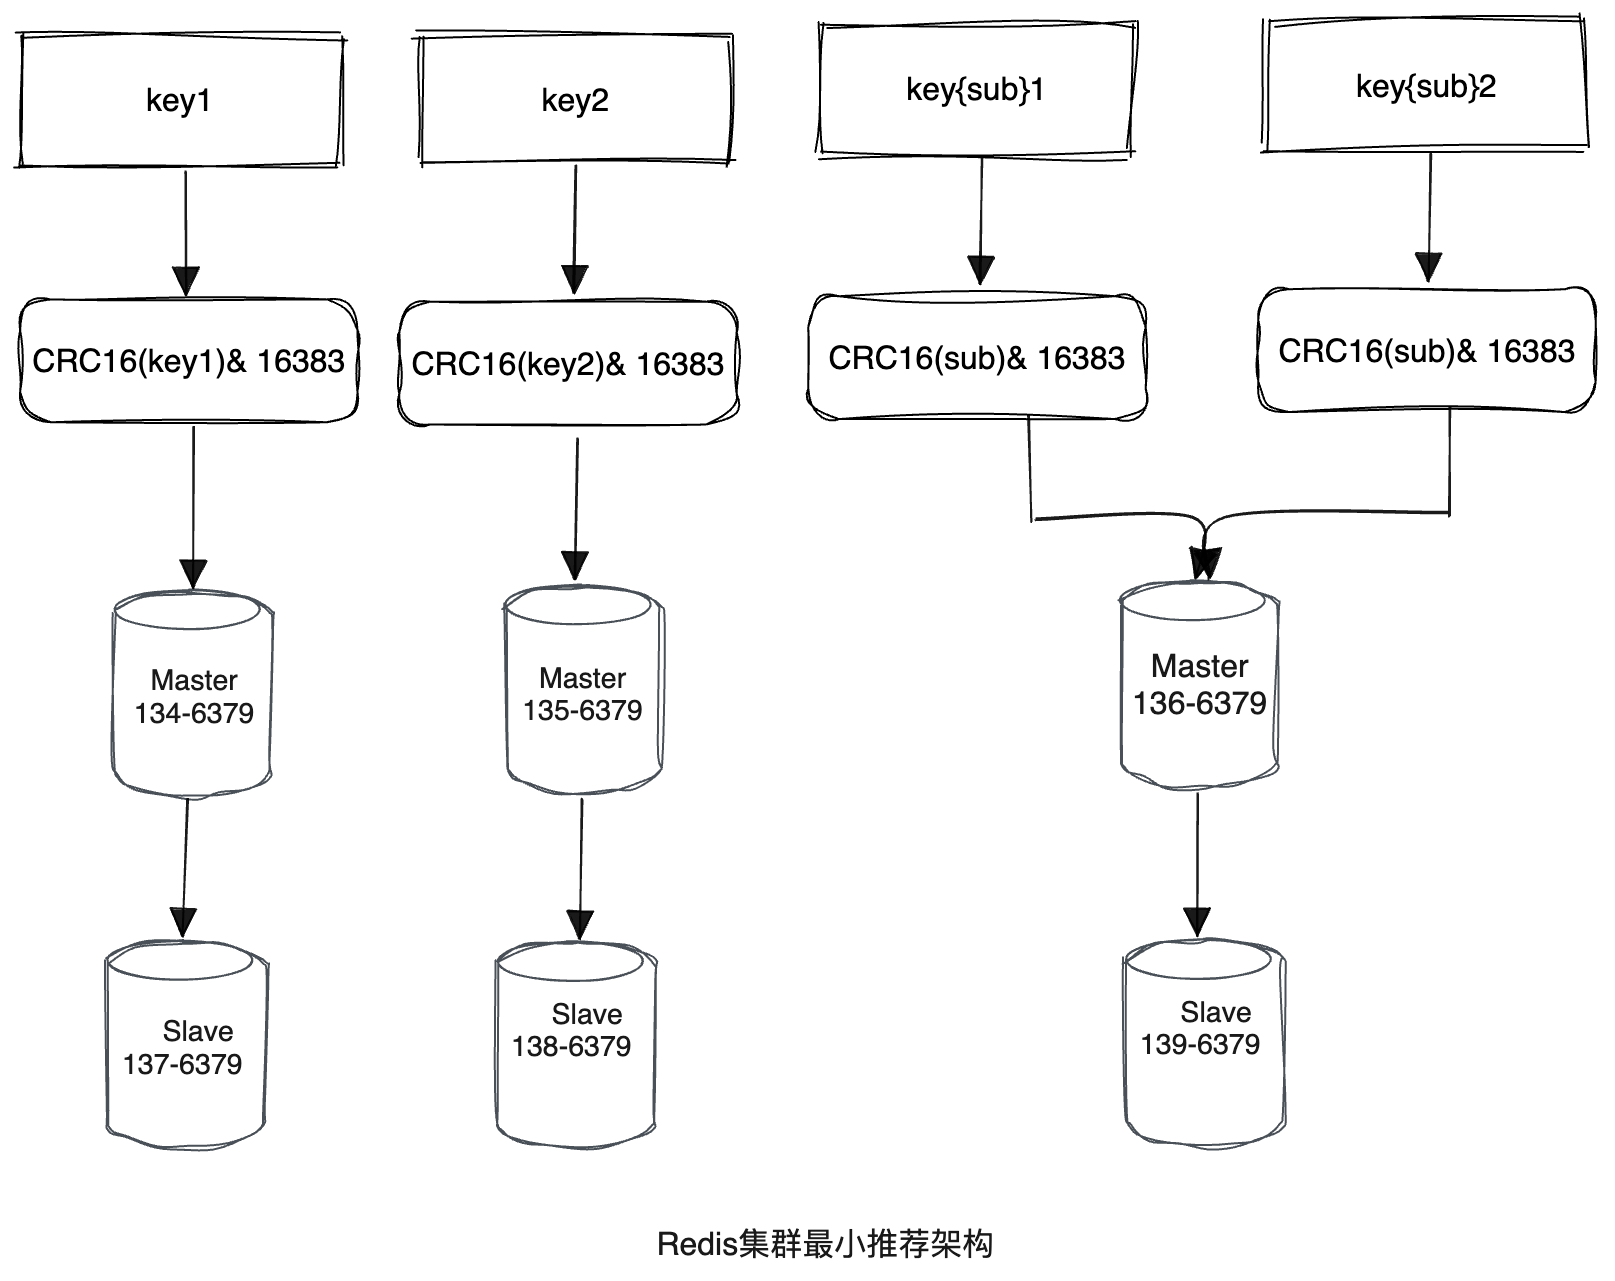 key1
key2
key{sub}1
key{sub}2
CRC16(key1)& 16383
CRC16(key2)& 16383
CRC16(sub)& 16383
CRC16(sub)& 16383
Master
134-6379
Master
135-6379
Master
136-6379
Slave
137-6379
Slave
138-6379
Slave
139-6379
Redis集群最小推荐架构